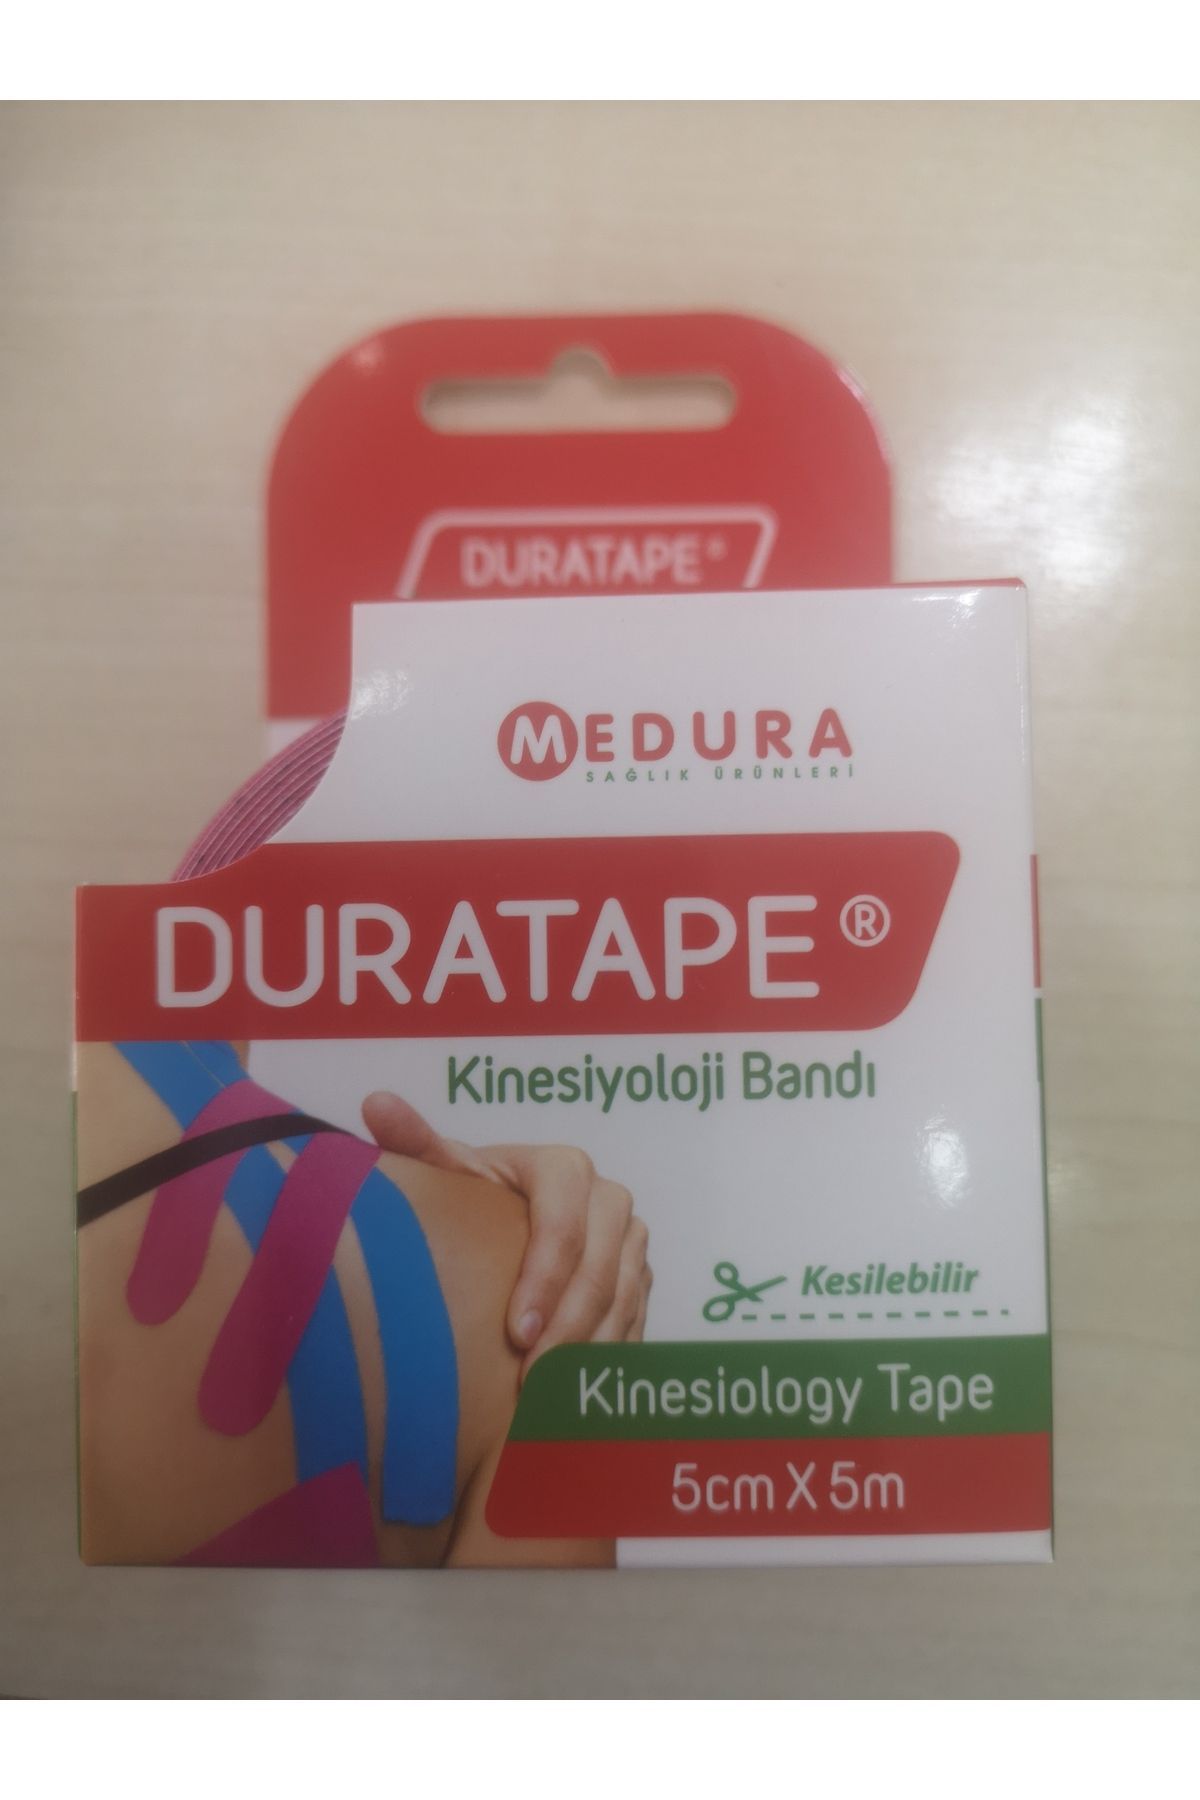 DURATAPE®
MEDURA
SAĞLIK ÜRÜNLERİ
DURATAPE®
Kinesiyoloji Bandı
Kesilebilir
Kinesiology Tape
5cm X 5m